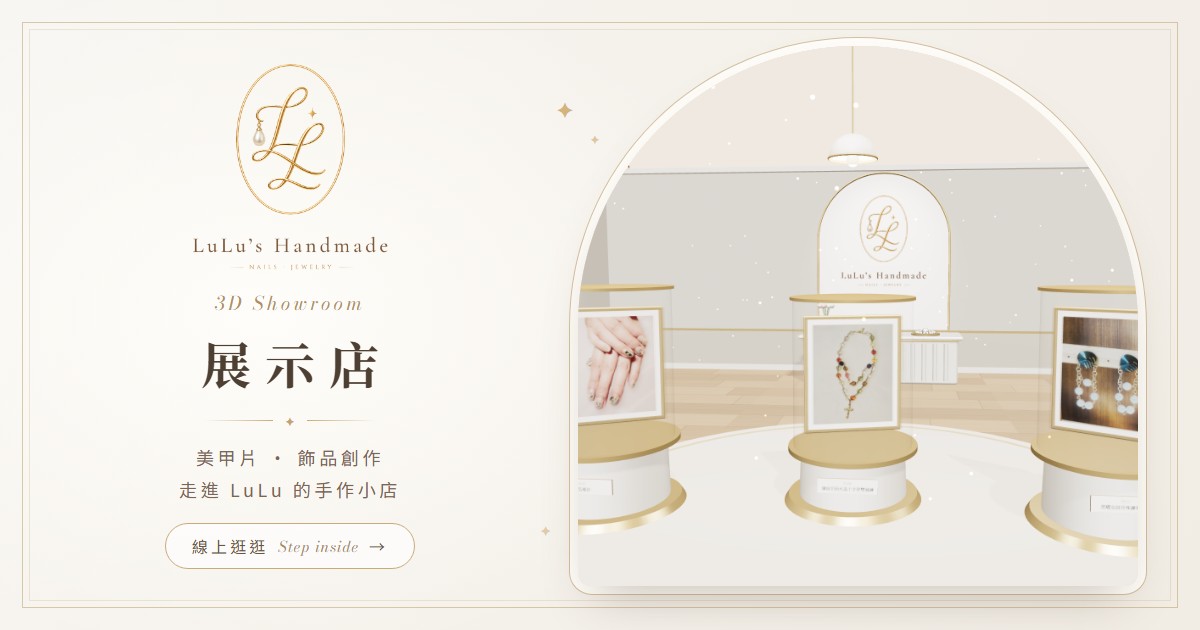 LL
LuLu's Handmade
NAILS · JEWELRY
3D Showroom
展示店
美甲片 · 飾品創作
走進 LuLu 的手作小店
線上逛逛 Step inside →
LL
LuLu's Handmade